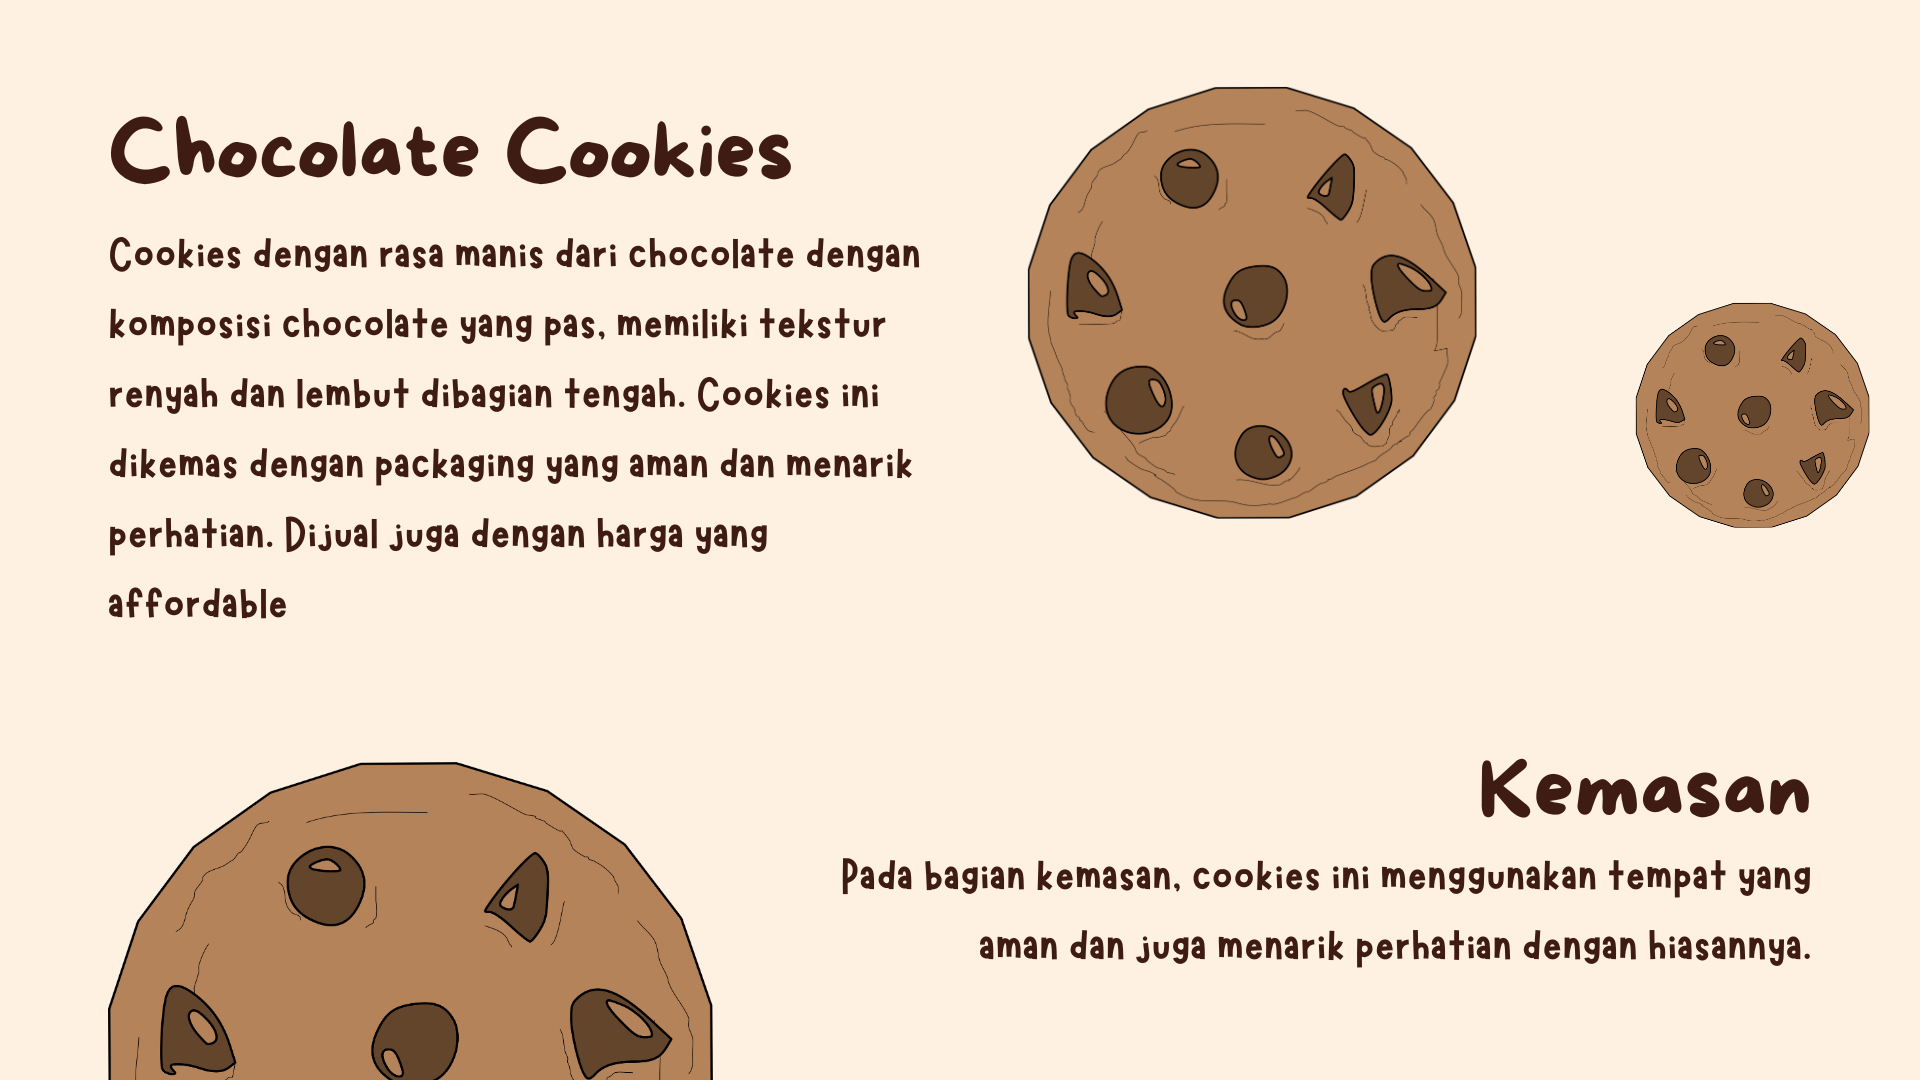 Chocolate Cookies
Cookies dengan rasa manis dari chocolate dengan
komposisi chocolate yang pas, memiliki tekstur
renyah dan lembut dibagian tengah. Cookies ini
dikemas dengan packaging yang aman dan menarik
perhatian. Dijual juga dengan harga yang
affordable
Kemasan
Pada bagian kemasan, cookies ini menggunakan tempat yang
aman dan juga menarik perhatian dengan hiasannya.